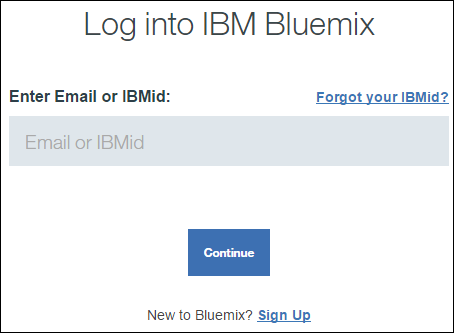 Log into IBM Bluemix
Enter Email or IBMid: Forgot your IBMid?
Email or IBMid
Continue
New to Bluemix? Sign Up